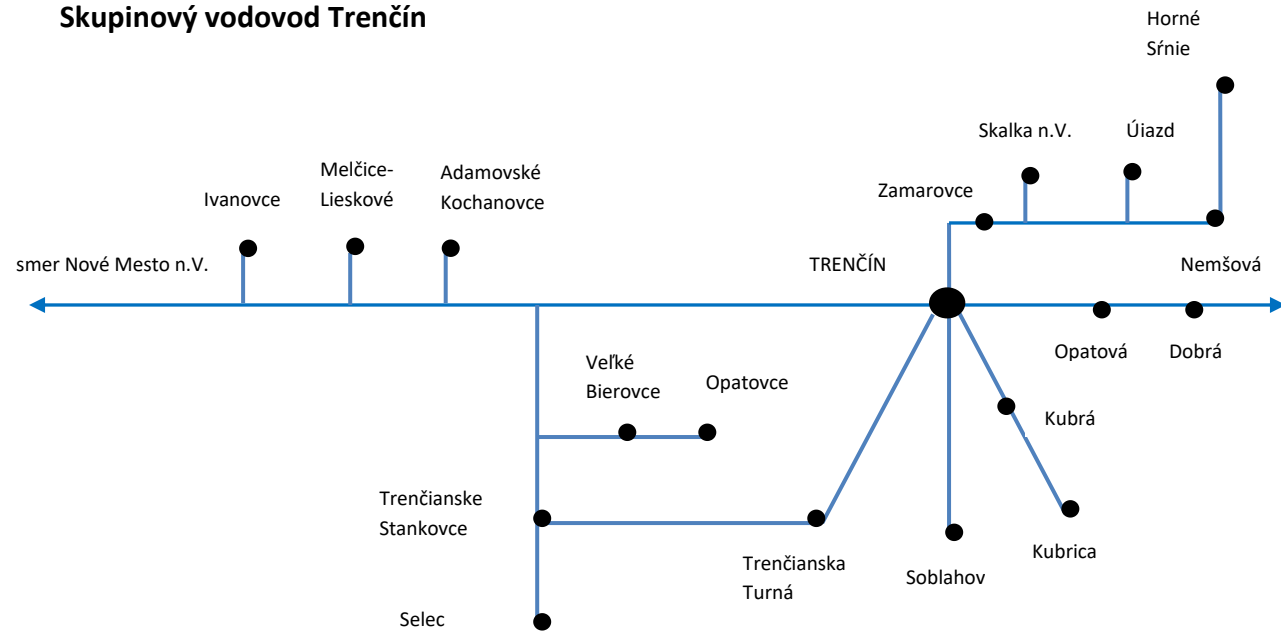 Skupinový vodovod Trenčín
Horné
Sŕnie
Skalka n.V.
Úiazd
Melčice-
Lieskové
Adamovské
Kochanovce
Ivanovce
Zamarovce
smer Nové Mesto n.V.
TRENČÍN
Nemšová
Opatová
Dobrá
Veľké
Bierovce
Opatovce
Kubrá
Trenčianske
Stankovce
Kubrica
Trenčianska
Turná
Soblahov
Selec